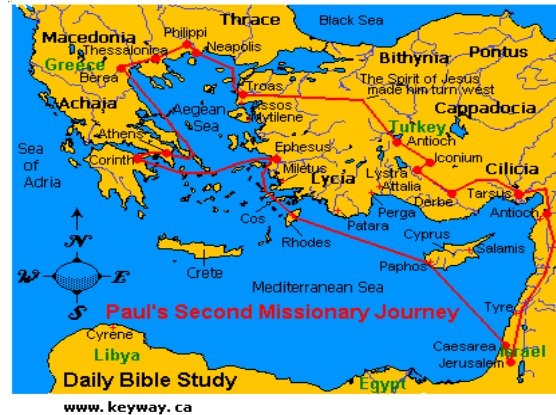 Thrace
Black Sea
Philippi
Macedonia
Neapolis
Thessalonica
Pontus
Bithynia
Greece
Berea
The Spirit of Jesus
made him turn west
Troas
Assos
Mytilene
Achaja
Aegean
Sea
Cappadocia
Turkey
Antioch
Athens
Sea
of
Adria
Corinth
Ephesus
Iconium
Miletus
Lystra
Cilicia
Lycia
Attalia
Derbe
Tarsus
Perga
Antioch
Cos
Patara
Rhodes
Cyprus
Salamis
N
W
E
S
Crete
Paphos
Mediterranean Sea
Paul's Second Missionary Journey
Tyre
Cyrene
Libya
Caesarea
Israel
Jerusalem
Daily Bible Study
Egypt
www.keyway.ca